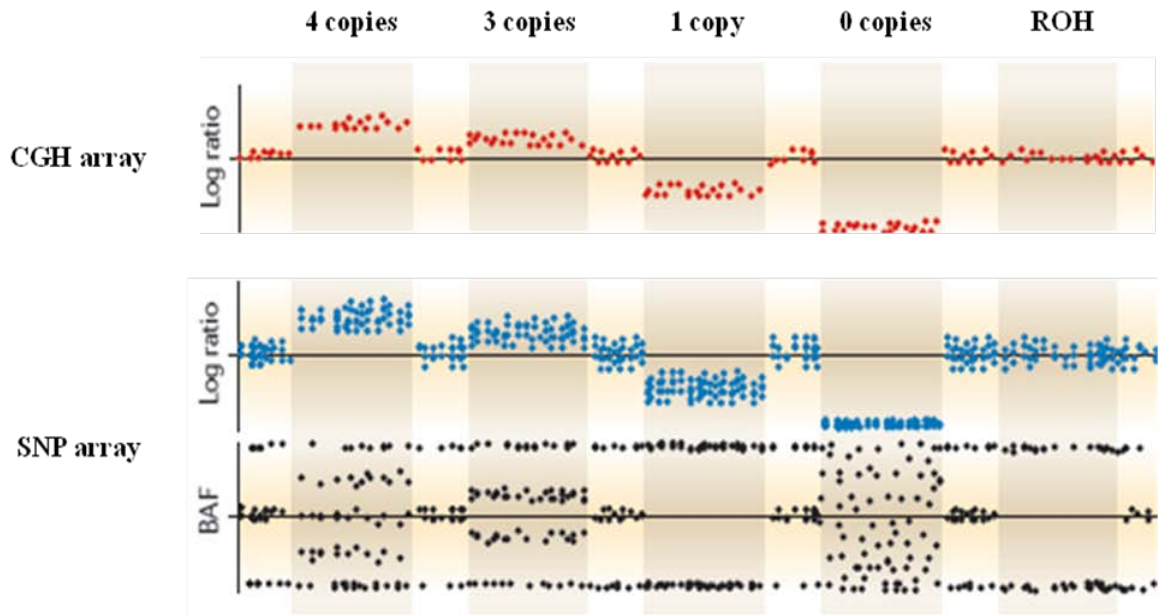 4 copies 3 copies 1 copy 0 copies ROH
CGH array
Log ratio
Log ratio
SNP array
BAF